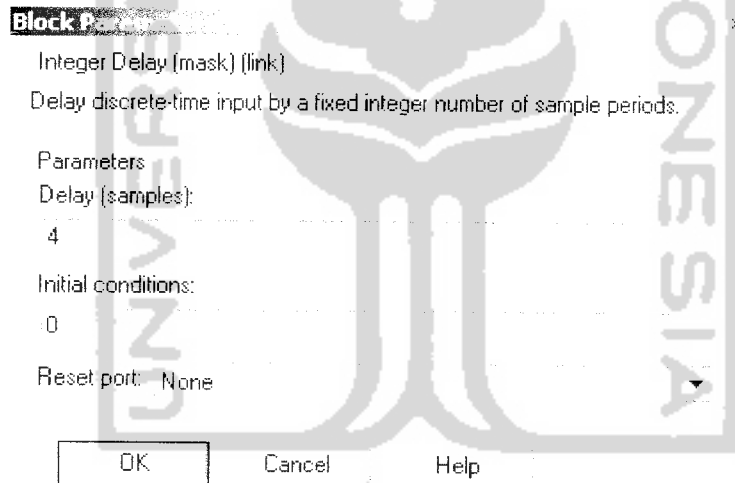 Block
Integer Delay (mask) (link)
Delay discrete-time input by a fixed integer number of sample periods.
Parameters
Delay (samples):
4
Initial conditions:
0
Reset port: None
OK Cancel Help